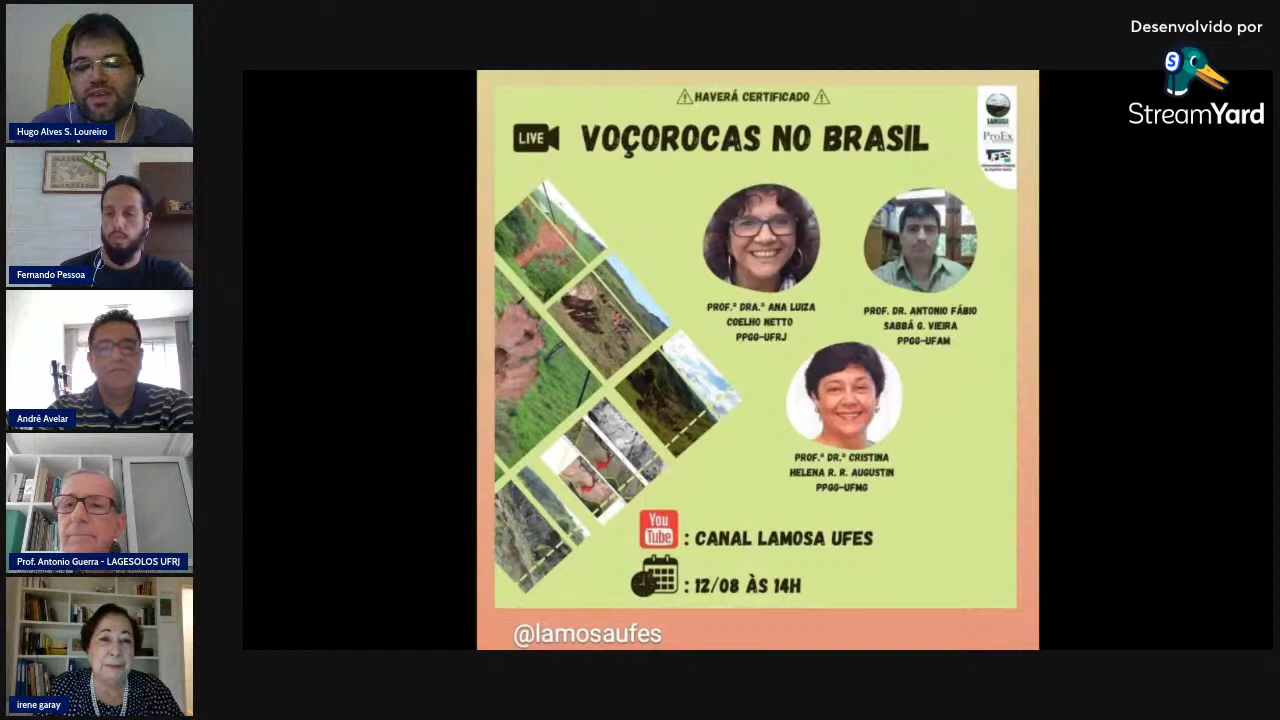 Hugo Alves S. Loureiro
Fernando Pessoa
André Avelar
Prof. Antonio Guerra - LAGESOLOS UFRJ
irene garay
Desenvolvido por
StreamYard
HAVERÁ CERTIFICADO
LIVE
VOÇOROCAS NO BRASIL
LAMOSA
ProEx
UFES
PROF.ª DRA.ª ANA LUIZA
COELHO NETTO
PPGG-UFRJ
PROF. DR. ANTONIO FÁBIO
SABBÁ G. VIEIRA
PPGG-UFAM
PROF.ª DR.ª CRISTINA
HELENA R. R. AUGUSTIN
PPGG-UFMG
You
Tube
: CANAL LAMOSA UFES
: 12/08 ÀS 14H
@lamosaufes